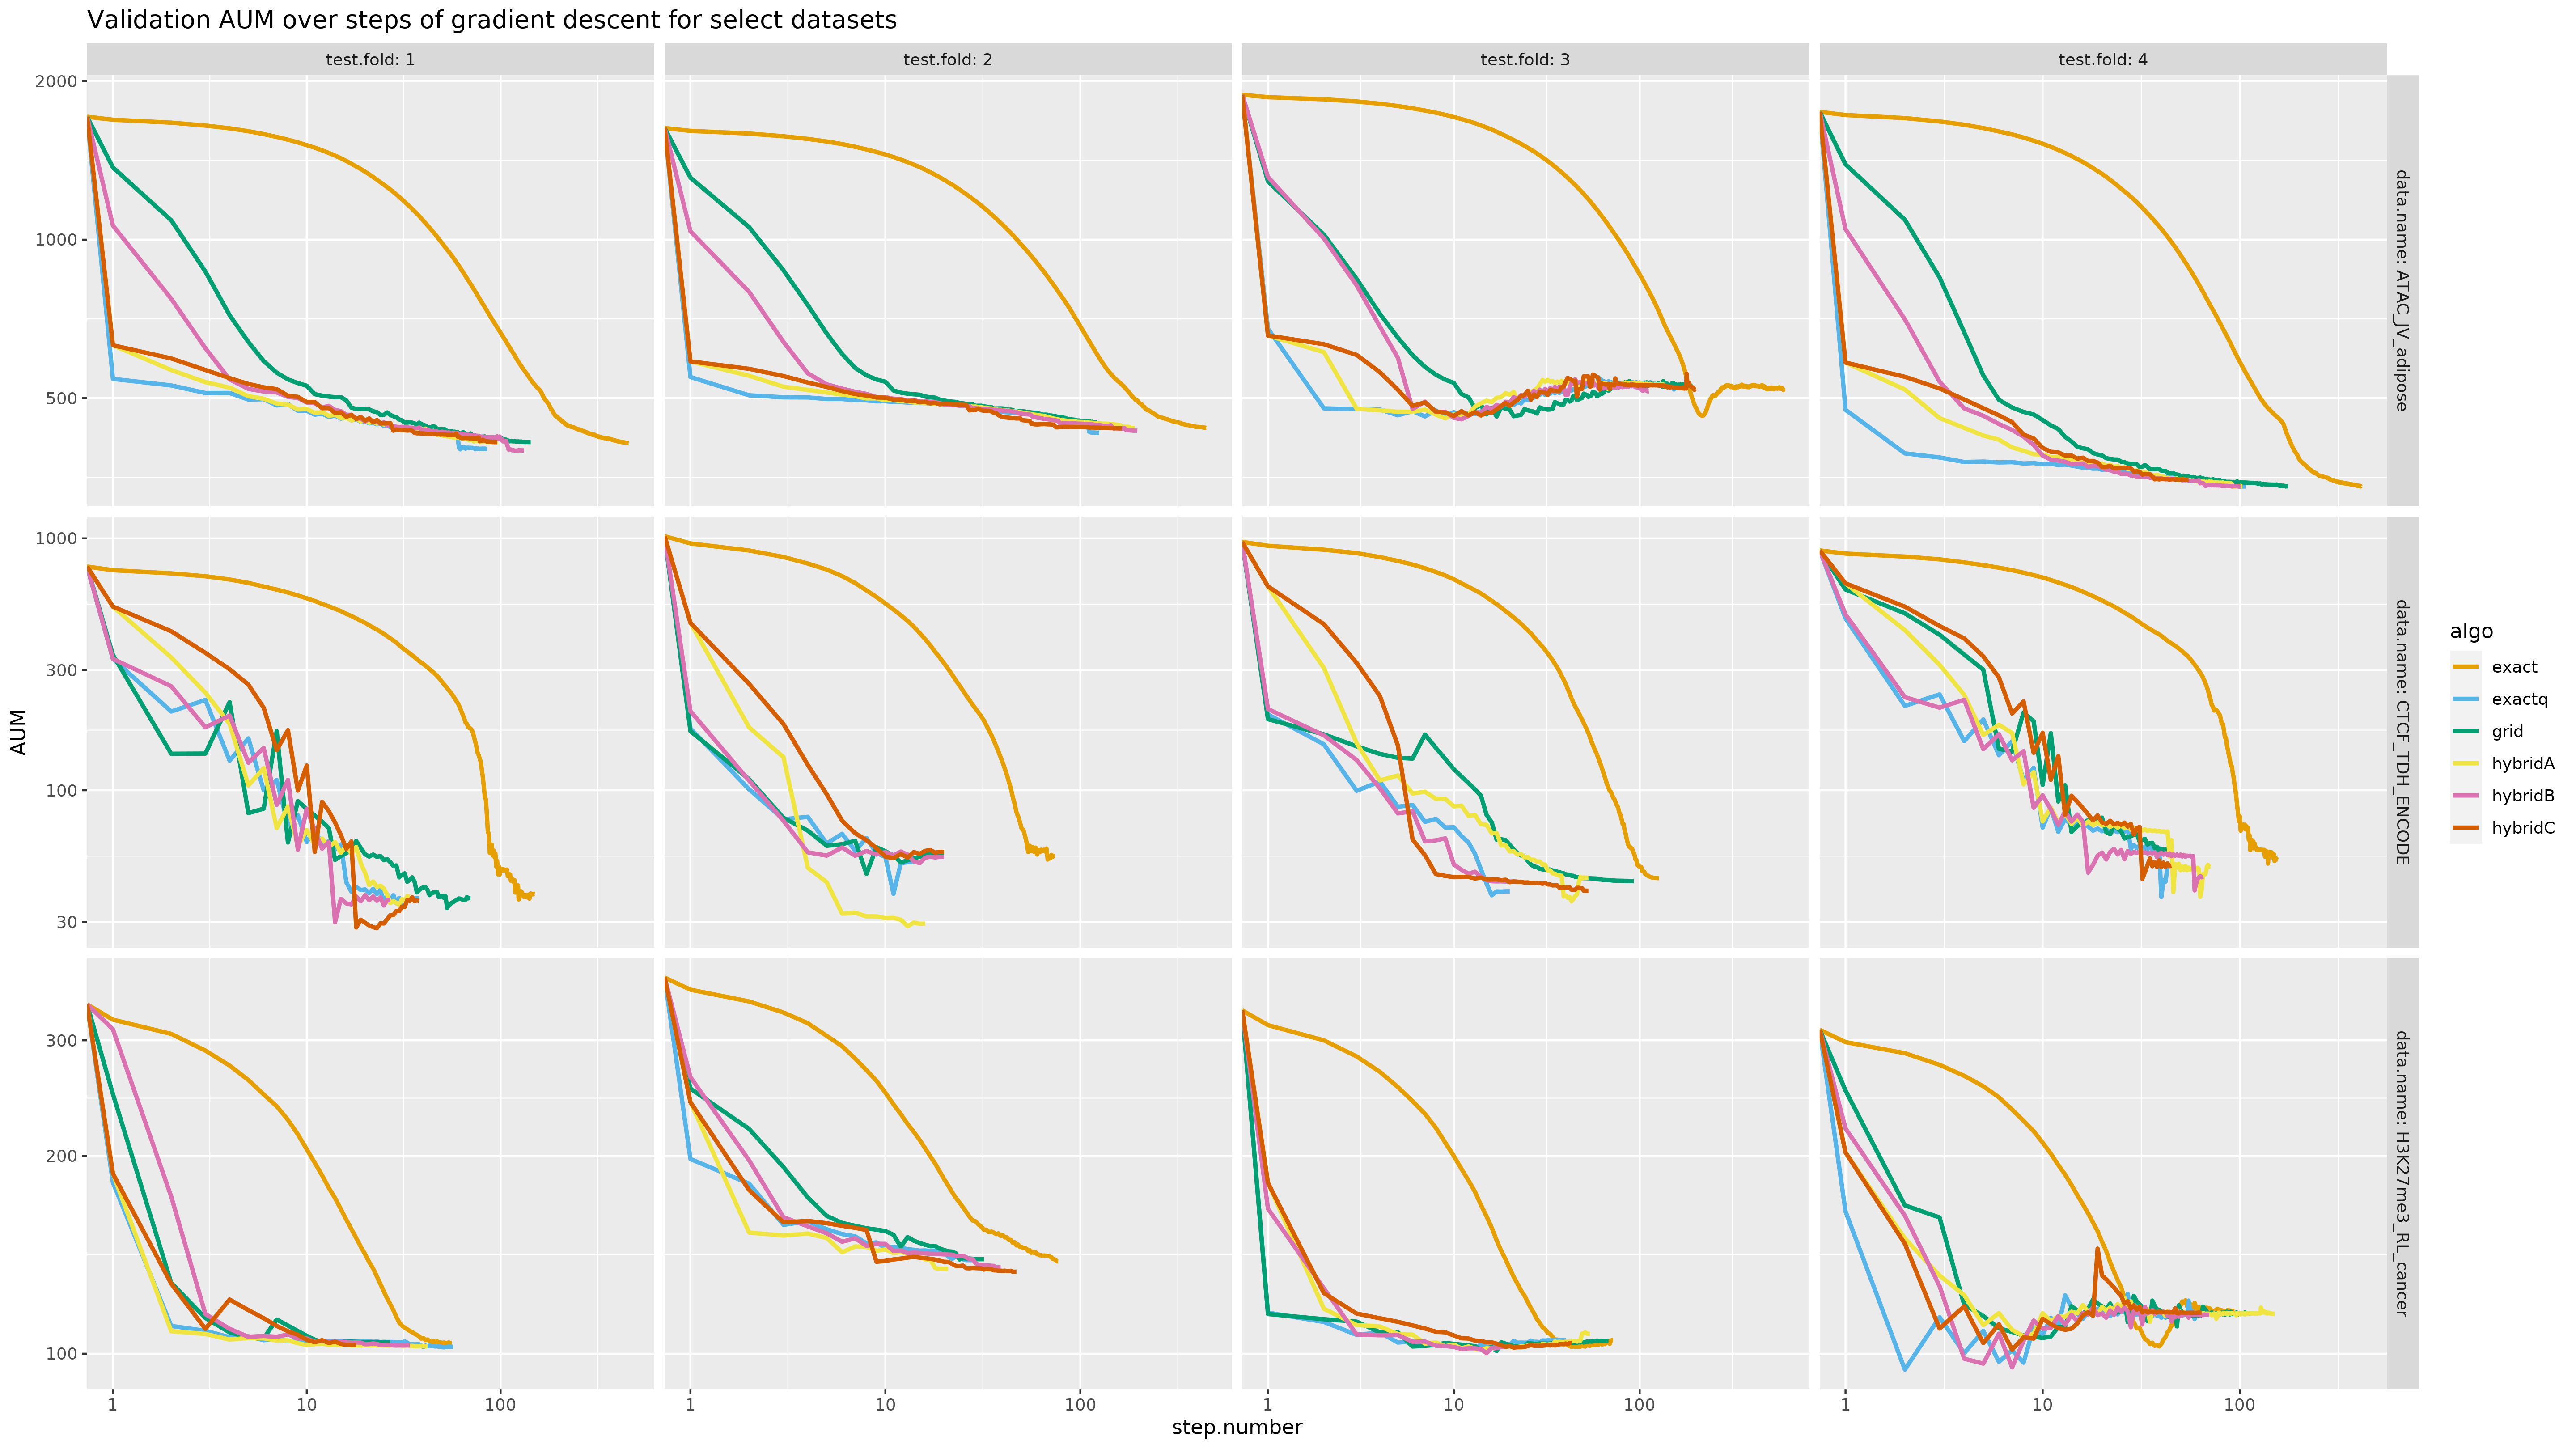 Validation AUM over steps of gradient descent for select datasets
test.fold: 1
test.fold: 2
test.fold: 3
test.fold: 4
2000
1000
500
data.name: ATAC_JV_adipose
1000
300
100
30
data.name: CTCF_TDH_ENCODE
300
200
100
data.name: H3K27me3_RL_cancer
AUM
1
10
100
1
10
100
1
10
100
1
10
100
step.number
algo
exact
exactq
grid
hybridA
hybridB
hybridC